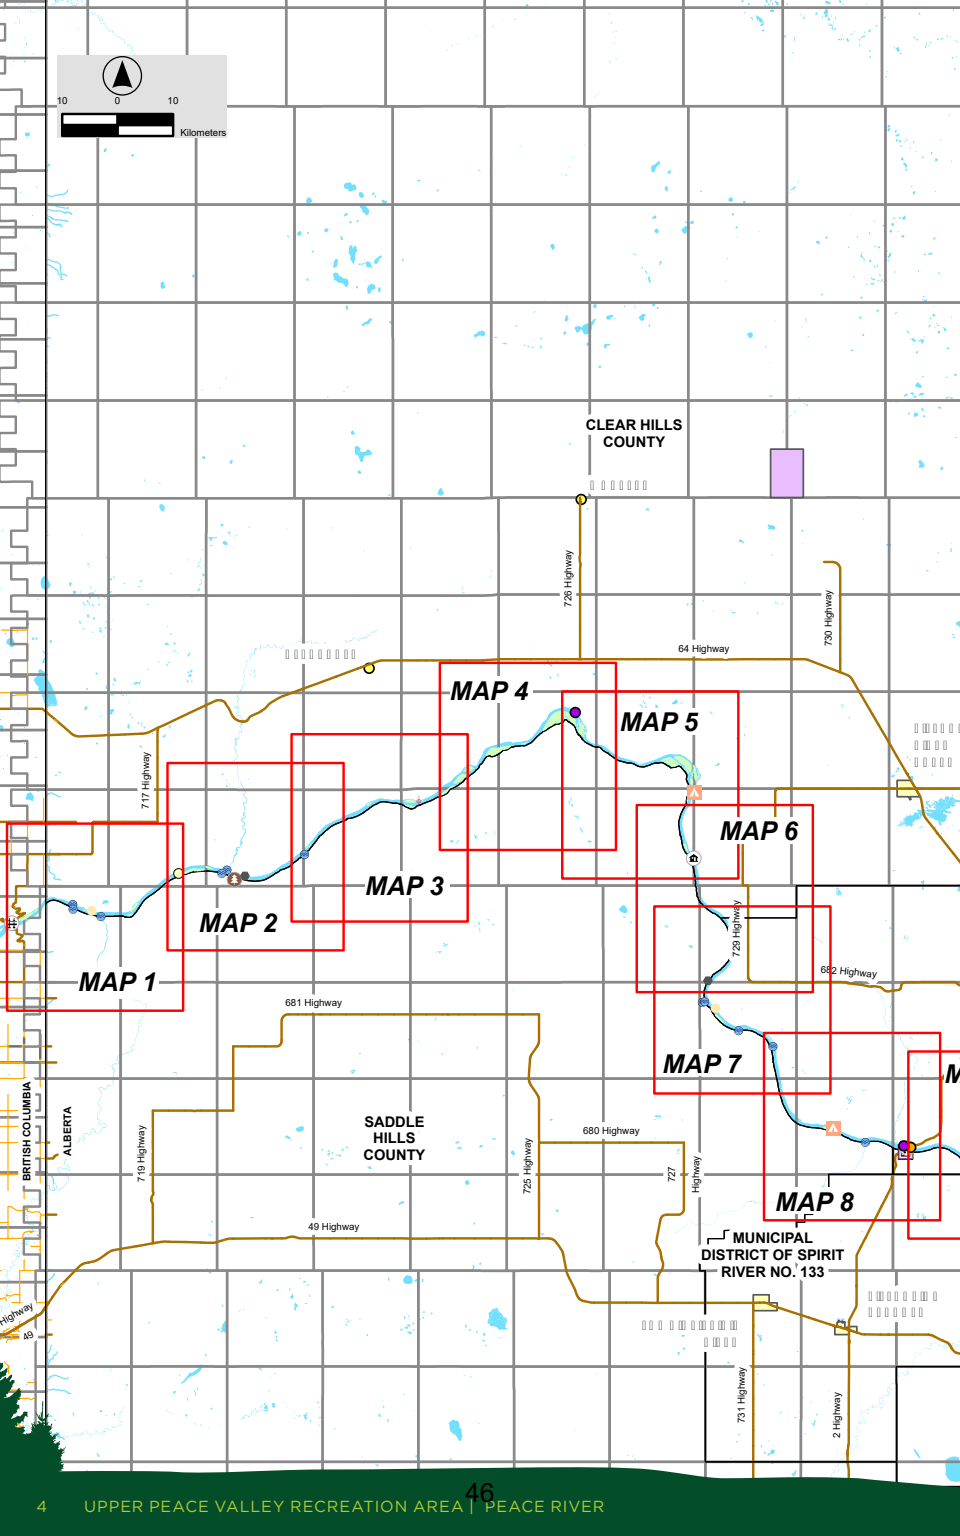 10 0 10
Kilometers
CLEAR HILLS
COUNTY
726 Highway
730 Highway
64 Highway
MAP 4
MAP 5
717 Highway
MAP 6
MAP 3
MAP 2
729 Highway
MAP 1
682 Highway
681 Highway
MAP 7
M
BRITISH COLUMBIA
ALBERTA
SADDLE
HILLS
COUNTY
680 Highway
719 Highway
725 Highway
727
Highway
MAP 8
49 Highway
MUNICIPAL
DISTRICT OF SPIRIT
RIVER NO. 133
Highway
49
731 Highway
2 Highway
46
4 UPPER PEACE VALLEY RECREATION AREA | PEACE RIVER